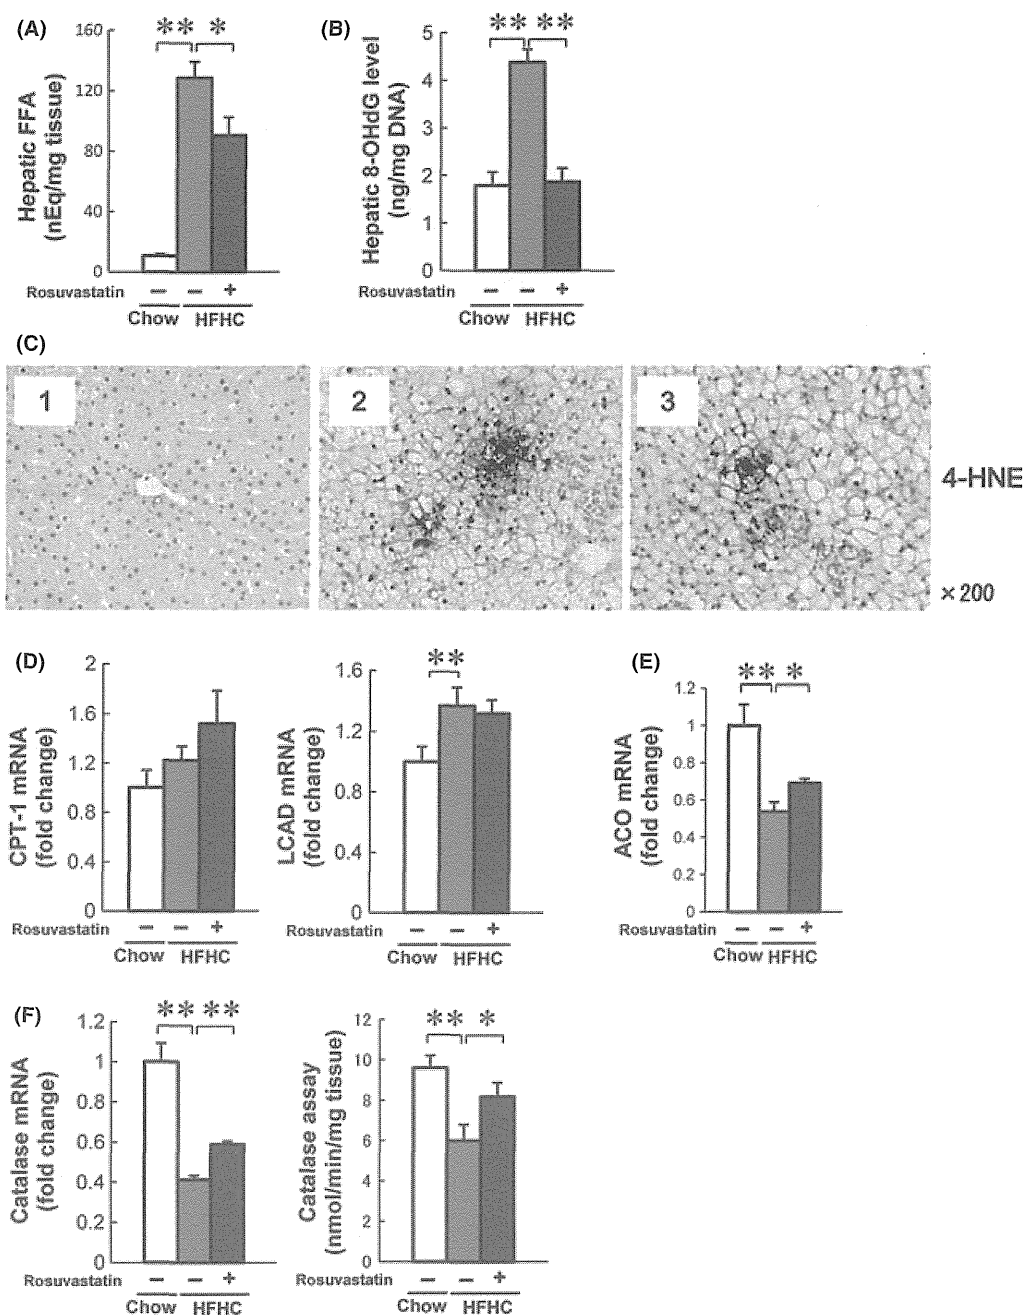 (A)
Hepatic FFA
(nEq/mg tissue)
160
120
80
40
0
** *
Rosuvastatin – – +
Chow HFHC
(B)
Hepatic 8-OHdG level
(ng/mg DNA)
5
4
3
2
1
0
** **
Rosuvastatin – – +
Chow HFHC
(C)
1 2 3
4-HNE
×200
(D)
CPT-1 mRNA
(fold change)
2
1.6
1.2
0.8
0.4
0
Rosuvastatin – – +
Chow HFHC
LCAD mRNA
(fold change)
1.6
1.2
0.8
0.4
0
**
Rosuvastatin – – +
Chow HFHC
(E)
ACO mRNA
(fold change)
1.2
1
0.8
0.6
0.4
0.2
0
** *
Rosuvastatin – – +
Chow HFHC
(F)
Catalase mRNA
(fold change)
1.2
1
0.8
0.6
0.4
0.2
0
** **
Rosuvastatin – – +
Chow HFHC
Catalase assay
(nmol/min/mg tissue)
12
10
8
6
4
2
0
** *
Rosuvastatin – – +
Chow HFHC